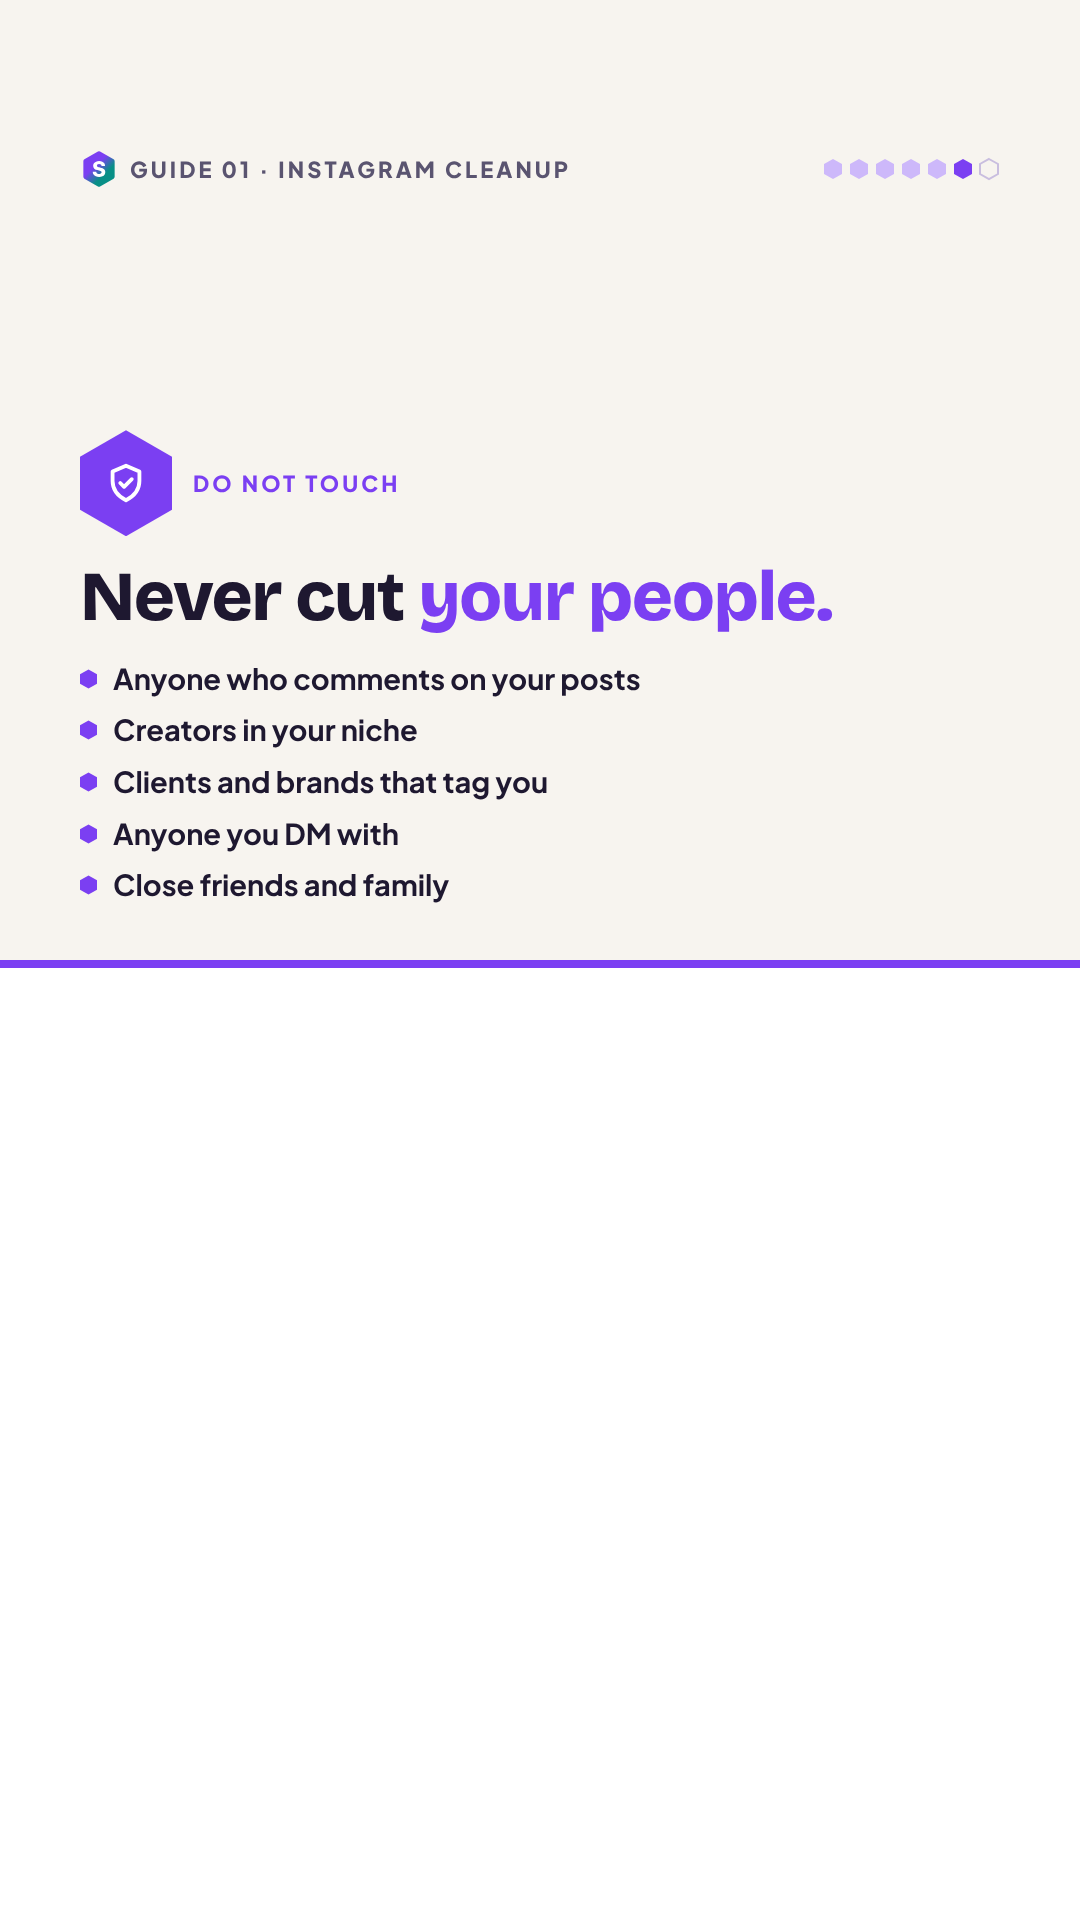 S GUIDE 01 · INSTAGRAM CLEANUP
DO NOT TOUCH
Never cut your people.
Anyone who comments on your posts
Creators in your niche
Clients and brands that tag you
Anyone you DM with
Close friends and family